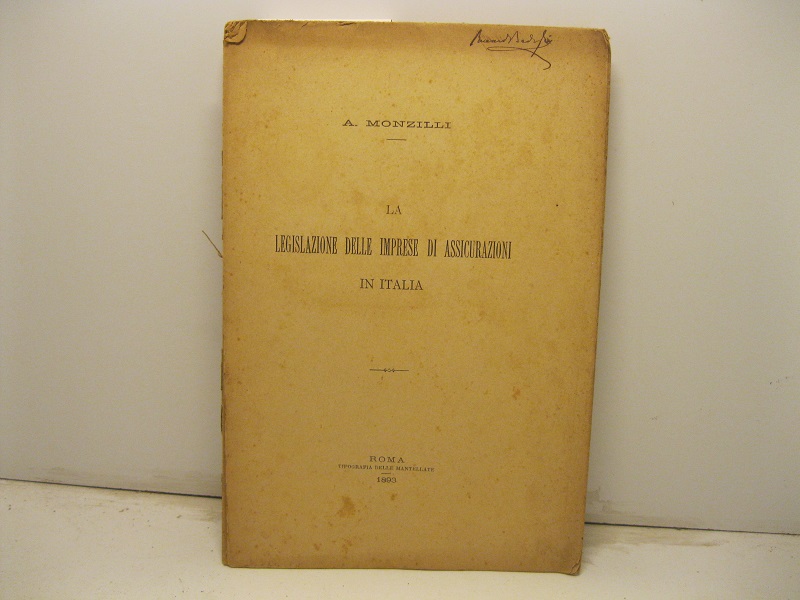 A. MONZILLI
LA
LEGISLAZIONE DELLE IMPRESE DI ASSICURAZIONI
IN ITALIA
ROMA
TIPOGRAFIA DELLE MANTELLATE
1893